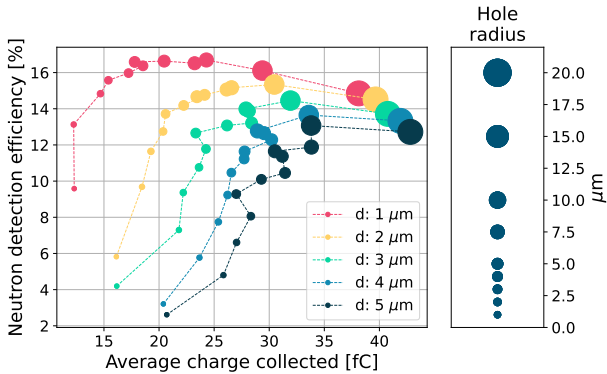 Hole
radius
Neutron detection efficiency [%]
16
14
12
10
8
6
4
2
15
20
25
30
35
40
Average charge collected [fC]
d: 1 μm
d: 2 μm
d: 3 μm
d: 4 μm
d: 5 μm
20.0
17.5
15.0
12.5
10.0
7.5
5.0
2.5
0.0
μm